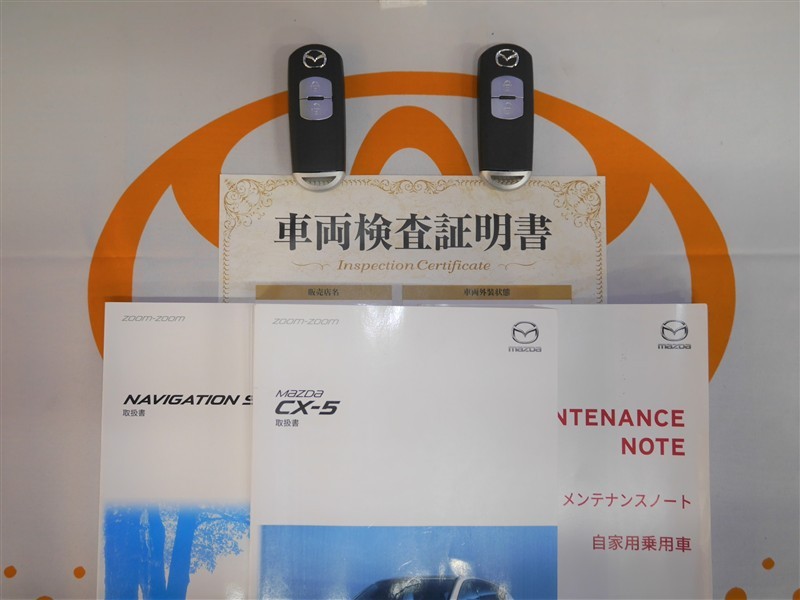 車両検査証明書
Inspection Certificate
販売店名
車両外装状態
zoom-zoom
NAVIGATION S
取扱書
zoom-zoom
mazDa
mazDa
CX-5
取扱書
mazDa
NTENANCE
NOTE
メンテナンスノート
自家用乗用車